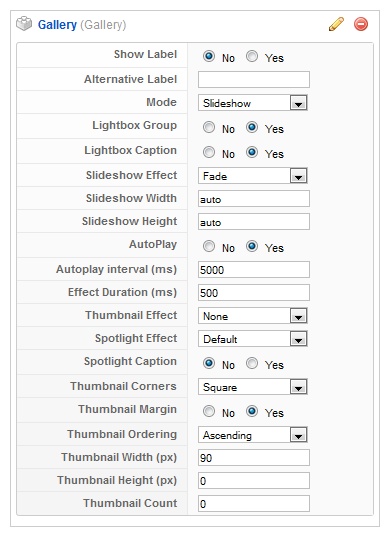 Gallery (Gallery)
Show Label No Yes
Alternative Label
Mode Slideshow
Lightbox Group No Yes
Lightbox Caption No Yes
Slideshow Effect Fade
Slideshow Width auto
Slideshow Height auto
AutoPlay No Yes
Autoplay interval (ms) 5000
Effect Duration (ms) 500
Thumbnail Effect None
Spotlight Effect Default
Spotlight Caption No Yes
Thumbnail Corners Square
Thumbnail Margin No Yes
Thumbnail Ordering Ascending
Thumbnail Width (px) 90
Thumbnail Height (px) 0
Thumbnail Count 0